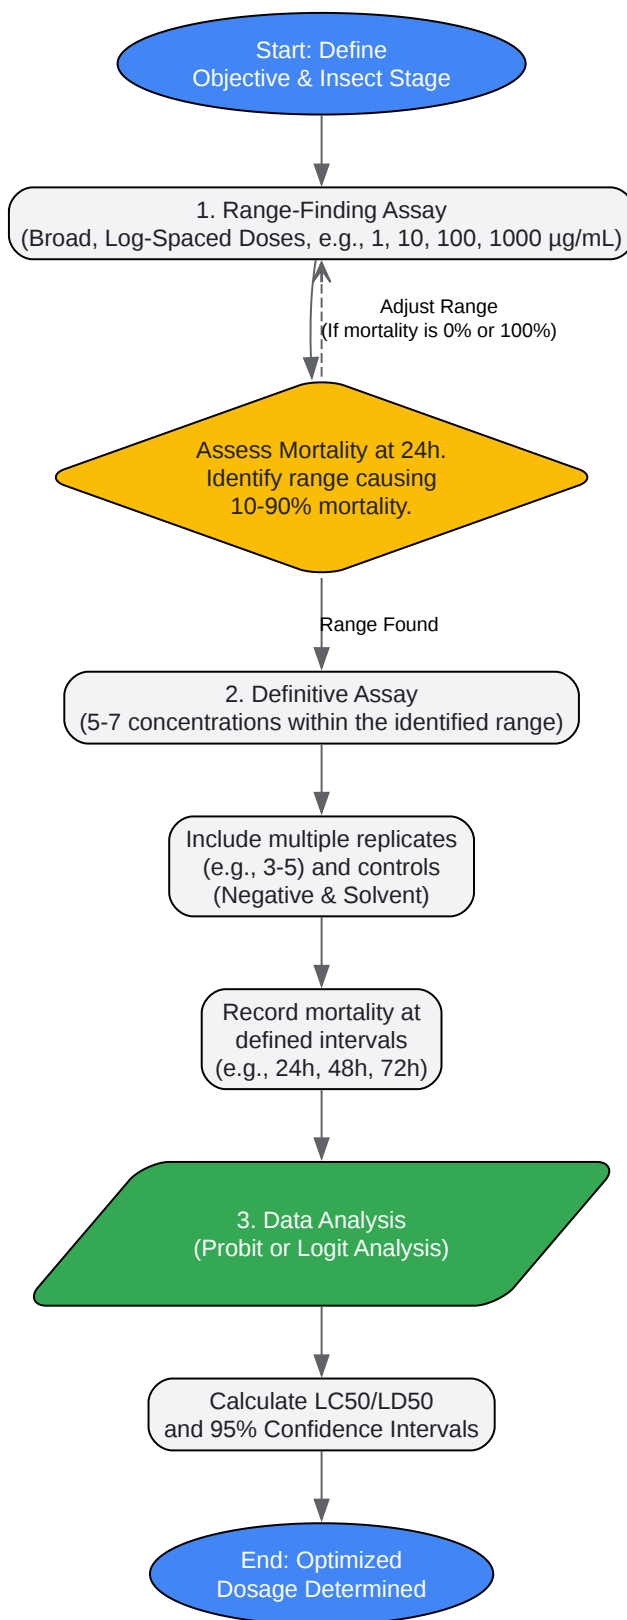 Start: Define
Objective & Insect Stage
1. Range-Finding Assay
(Broad, Log-Spaced Doses, e.g., 1, 10, 100, 1000 µg/mL)
Adjust Range
(If mortality is 0% or 100%)
Assess Mortality at 24h.
Identify range causing
10-90% mortality.
Range Found
2. Definitive Assay
(5-7 concentrations within the identified range)
Include multiple replicates
(e.g., 3-5) and controls
(Negative & Solvent)
Record mortality at
defined intervals
(e.g., 24h, 48h, 72h)
3. Data Analysis
(Probit or Logit Analysis)
Calculate LC50/LD50
and 95% Confidence Intervals
End: Optimized
Dosage Determined